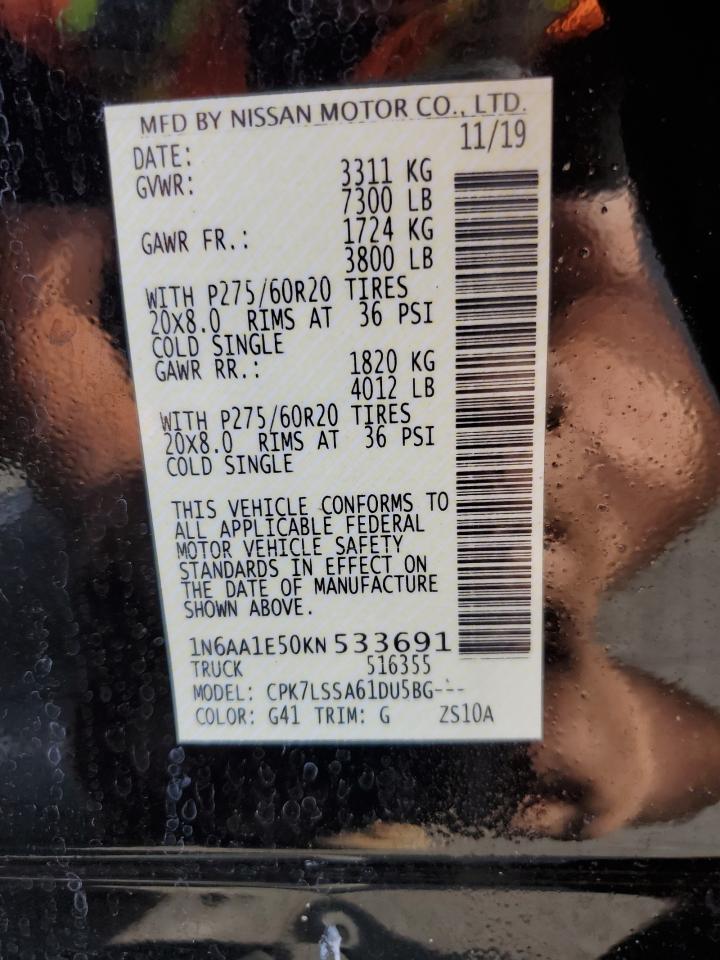 MFD BY NISSAN MOTOR CO., LTD.
DATE: 11/19
GVWR: 3311 KG
7300 LB
GAWR FR.: 1724 KG
3800 LB
WITH P275/60R20 TIRES
20X8.0 RIMS AT 36 PSI
COLD SINGLE
GAWR RR.: 1820 KG
4012 LB
WITH P275/60R20 TIRES
20X8.0 RIMS AT 36 PSI
COLD SINGLE
THIS VEHICLE CONFORMS TO
ALL APPLICABLE FEDERAL
MOTOR VEHICLE SAFETY
STANDARDS IN EFFECT ON
THE DATE OF MANUFACTURE
SHOWN ABOVE.
1N6AA1E50KN533691
TRUCK 516355
MODEL: CPK7LSSA61DU5BG---
COLOR: G41 TRIM: G ZS10A